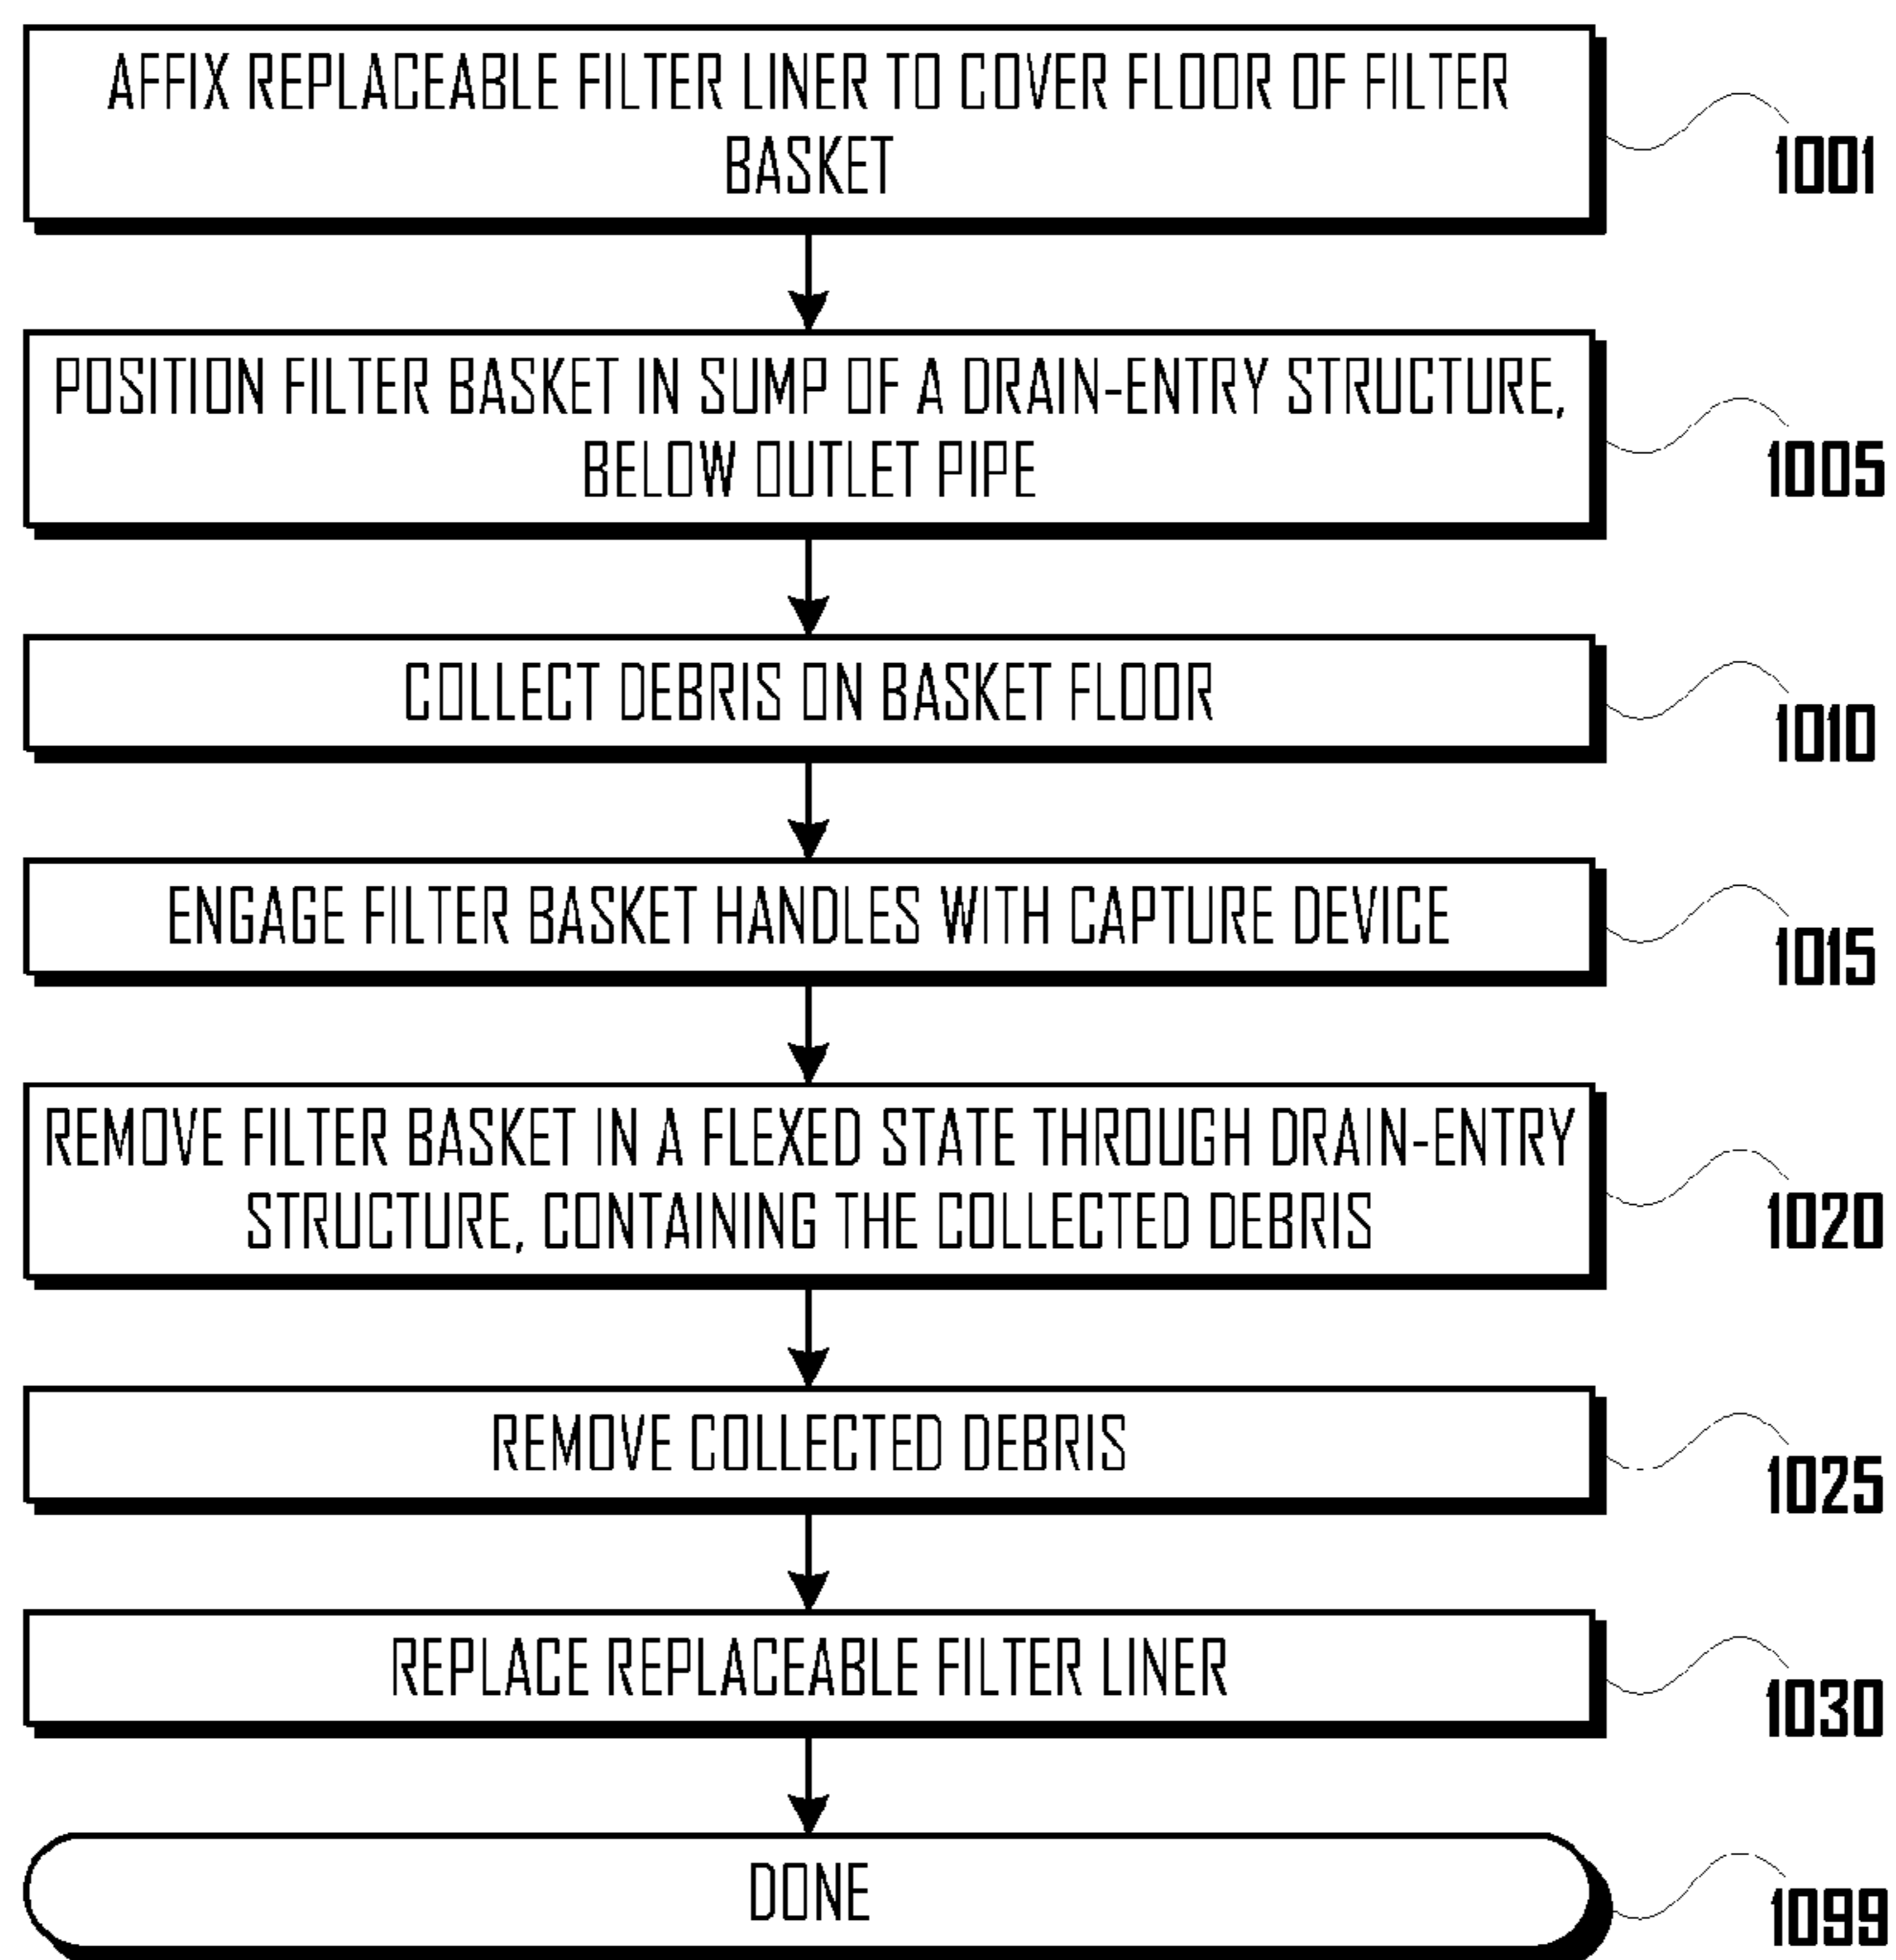 AFFIX REPLACEABLE FILTER LINER TO COVER FLOOR OF FILTER
BASKET
1001
POSITION FILTER BASKET IN SUMP OF A DRAIN-ENTRY STRUCTURE,
BELOW OUTLET PIPE
1005
COLLECT DEBRIS ON BASKET FLOOR
1010
ENGAGE FILTER BASKET HANDLES WITH CAPTURE DEVICE
1015
REMOVE FILTER BASKET IN A FLEXED STATE THROUGH DRAIN-ENTRY
STRUCTURE, CONTAINING THE COLLECTED DEBRIS
1020
REMOVE COLLECTED DEBRIS
1025
REPLACE REPLACEABLE FILTER LINER
1030
DONE
1099